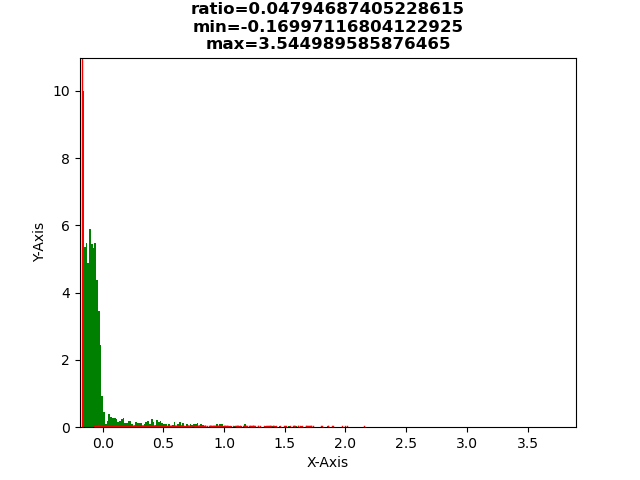 ratio=0.04794687405228615
min=-0.16997116804122925
max=3.544989585876465
10
8
6
4
2
0
Y-Axis
0.0 0.5 1.0 1.5 2.0 2.5 3.0 3.5
X-Axis